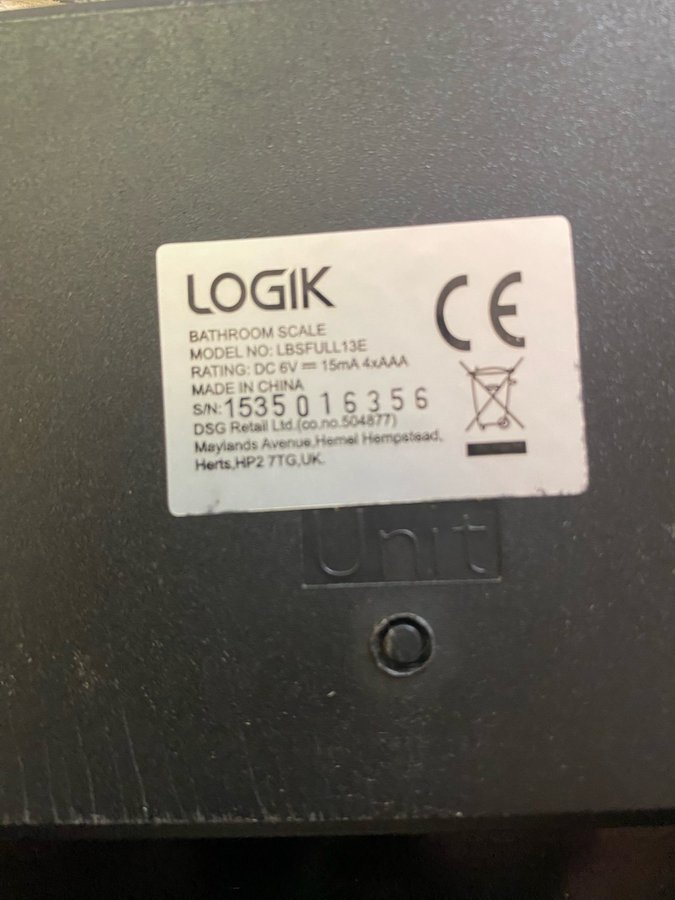 LOGIK
CE
BATHROOM SCALE
MODEL NO: LBSFULL13E
RATING: DC 6V ⎓ 15mA 4xAAA
MADE IN CHINA
S/N: 1535016356
DSG Retail Ltd.(co.no.504877)
Maylands Avenue,Hemel Hempstead,
Herts,HP2 7TG,UK.
Unit